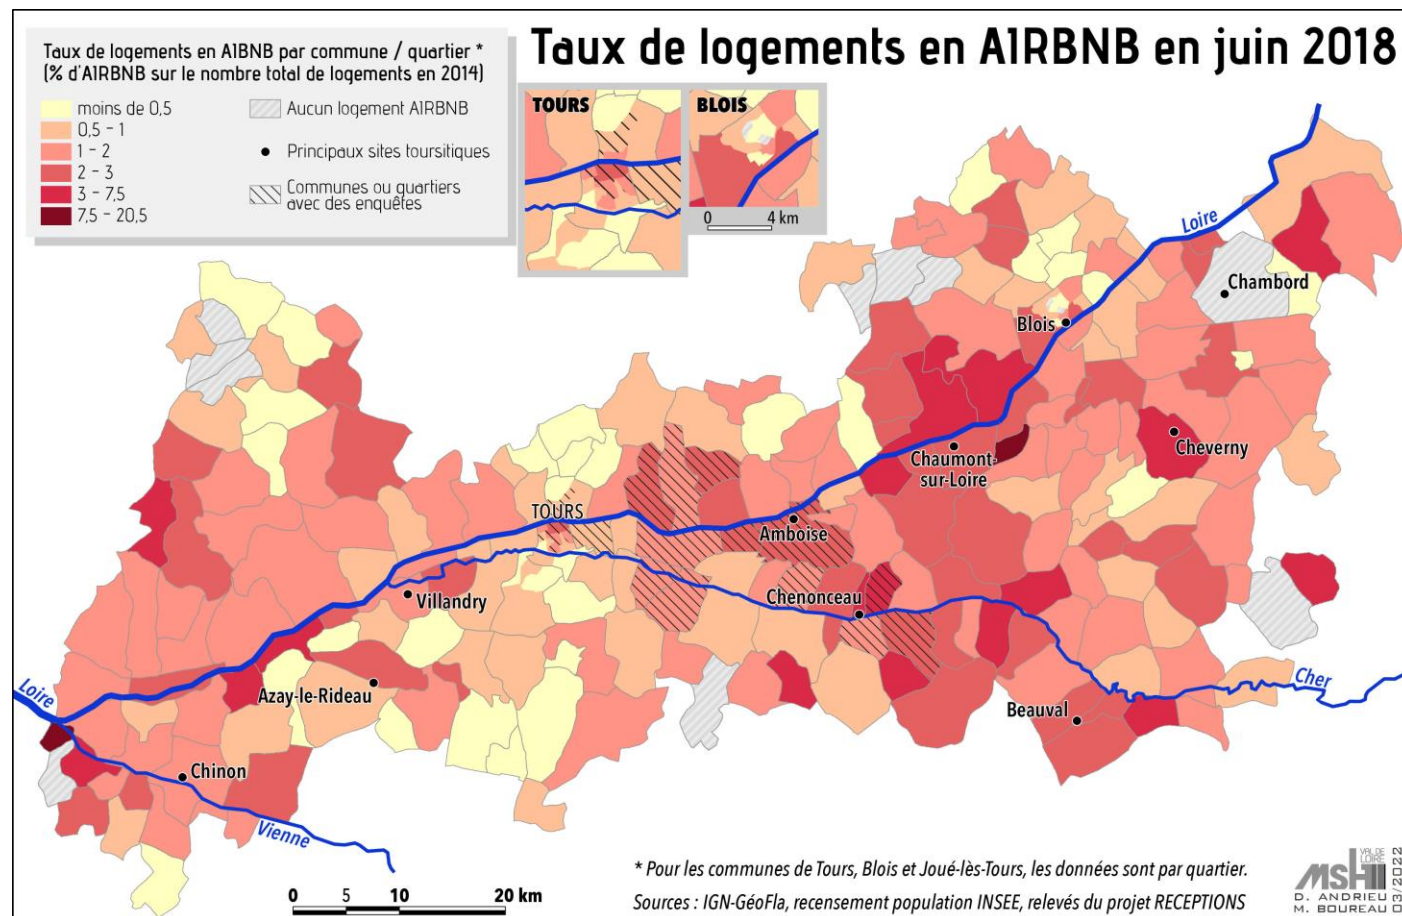 Taux de logements en AIRBNB en juin 2018
Taux de logements en AIBNB par commune / quartier *
(% d'AIRBNB sur le nombre total de logements en 2014)
moins de 0,5
0,5 - 1
1 - 2
2 - 3
3 - 7,5
7,5 - 20,5
Aucun logement AIRBNB
Principaux sites toursitiques
Communes ou quartiers
avec des enquêtes
TOURS
BLOIS
0 4 km
Loire
Chambord
Blois
Cheverny
Chaumont-
sur-Loire
TOURS
Amboise
Villandry
Chenonceau
Azay-le-Rideau
Loire
Cher
Beauval
Chinon
Vienne
0 5 10 20 km
* Pour les communes de Tours, Blois et Joué-lès-Tours, les données sont par quartier.
Sources : IGN-GéoFla, recensement population INSEE, relevés du projet RECEPTIONS
VAL DE
LOIRE
MSH
D. ANDRIEU
M. BOUREAU
03/2022